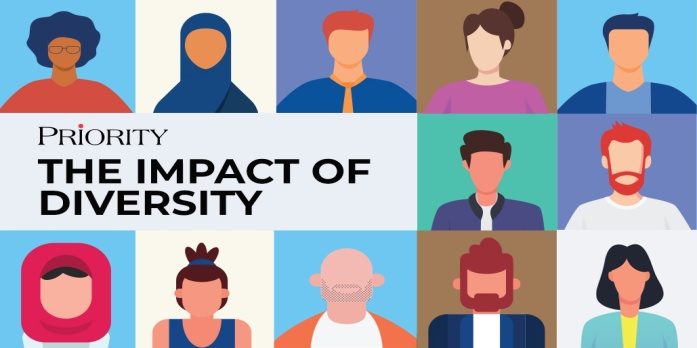 PRiORITY
THE IMPACT OF
DIVERSITY